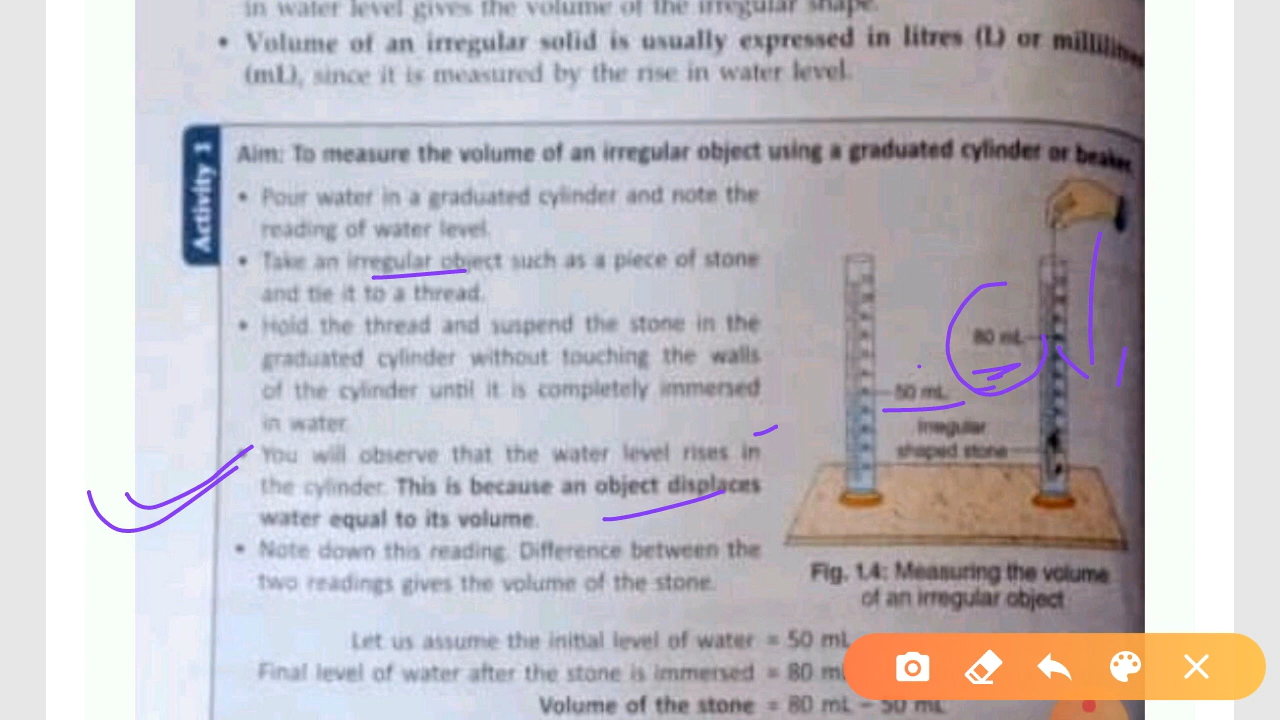 in water level gives the volume of the irregular shape.
• Volume of an irregular solid is usually expressed in litres (L) or millilitres
(mL), since it is measured by the rise in water level.
Activity 1
Aim: To measure the volume of an irregular object using a graduated cylinder or beaker.
• Pour water in a graduated cylinder and note the
reading of water level.
• Take an irregular object such as a piece of stone
and tie it to a thread.
• Hold the thread and suspend the stone in the
graduated cylinder without touching the walls
of the cylinder until it is completely immersed
in water.
• You will observe that the water level rises in
the cylinder. This is because an object displaces
water equal to its volume.
• Note down this reading. Difference between the
two readings gives the volume of the stone.
80 mL
50 mL
Irregular
shaped stone
Fig. 1.4: Measuring the volume
of an irregular object
Let us assume the initial level of water = 50 mL
Final level of water after the stone is immersed = 80 mL
Volume of the stone = 80 mL – 50 mL